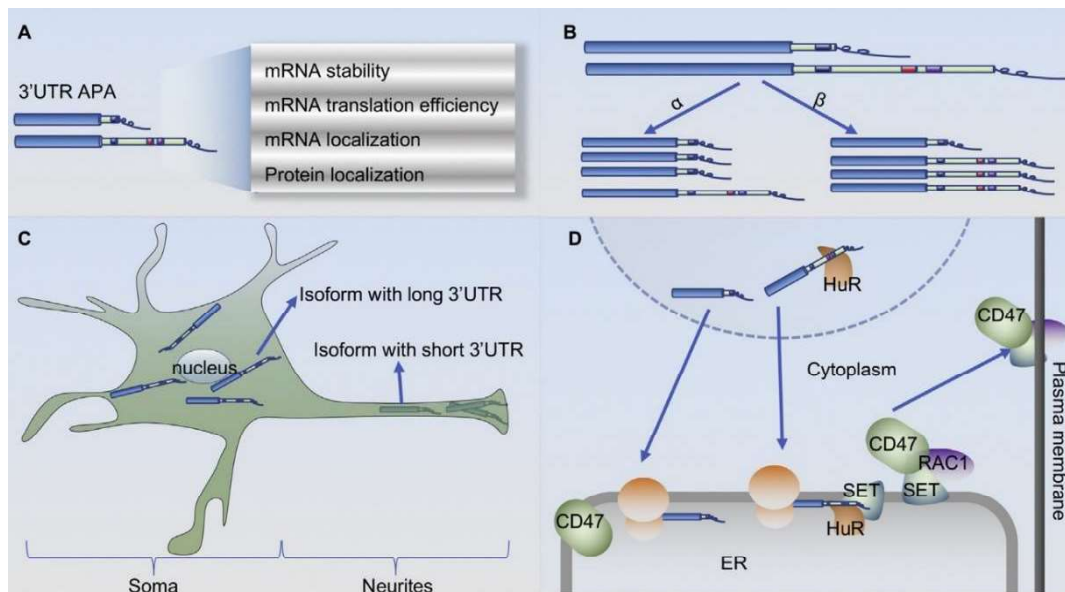 A
3'UTR APA
mRNA stability
mRNA translation efficiency
mRNA localization
Protein localization
B
α
β
C
Isoform with long 3'UTR
Isoform with short 3'UTR
nucleus
Soma
Neurites
D
HuR
CD47
Cytoplasm
Plasma membrane
CD47
RAC1
SET
SET
CD47
HuR
ER